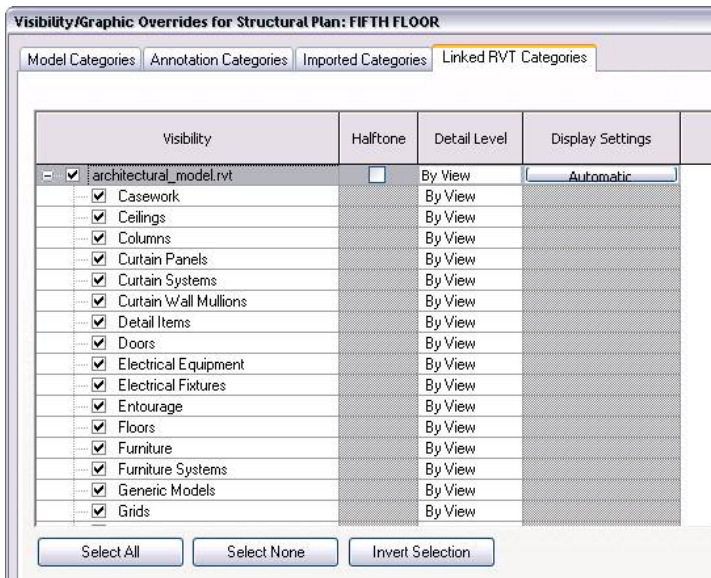 Visibility/Graphic Overrides for Structural Plan: FIFTH FLOOR
Model Categories Annotation Categories Imported Categories Linked RVT Categories
Visibility Halftone Detail Level Display Settings
architectural_model.rvt By View Automatic
Casework By View
Ceilings By View
Columns By View
Curtain Panels By View
Curtain Systems By View
Curtain Wall Mullions By View
Detail Items By View
Doors By View
Electrical Equipment By View
Electrical Fixtures By View
Entourage By View
Floors By View
Furniture By View
Furniture Systems By View
Generic Models By View
Grids By View
Select All Select None Invert Selection